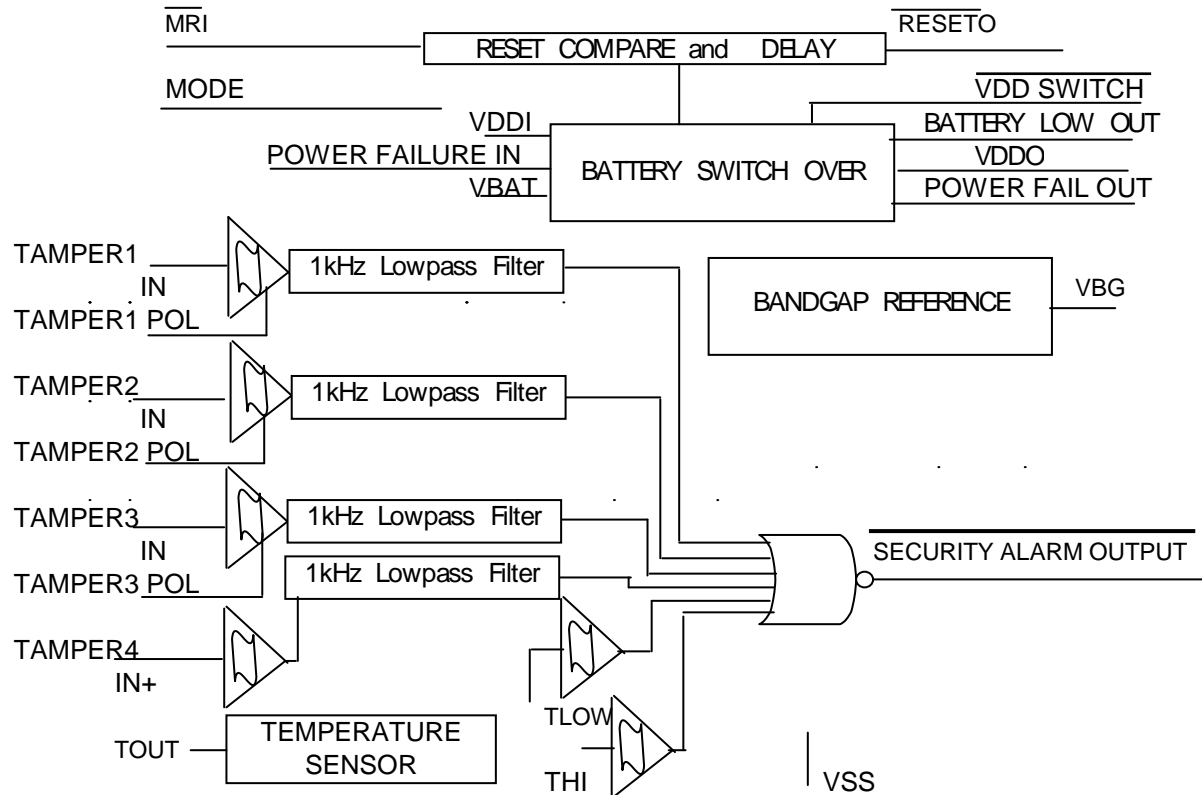 MRI
RESETO
RESET COMPARE and DELAY
MODE
VDD SWITCH
VDDI
BATTERY LOW OUT
POWER FAILURE IN
BATTERY SWITCH OVER
VDDO
VBAT
POWER FAIL OUT
TAMPER1
IN
1kHz Lowpass Filter
TAMPER1 POL
BANDGAP REFERENCE
VBG
TAMPER2
IN
1kHz Lowpass Filter
TAMPER2 POL
TAMPER3
IN
1kHz Lowpass Filter
TAMPER3 POL
1kHz Lowpass Filter
SECURITY ALARM OUTPUT
TAMPER4
IN+
TLOW
TOUT
TEMPERATURE
SENSOR
THI
VSS